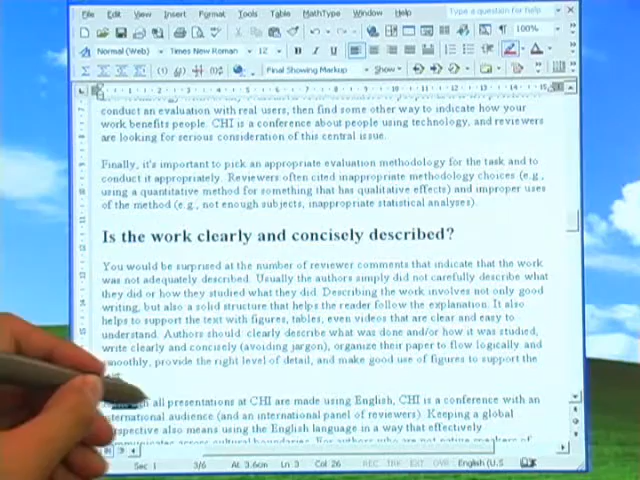 File Edit View Insert Format Tools Table MathType Window Help Type a question for help
100%
Normal (Web) Times New Roman 12 B I U
Final Showing Markup Show
conduct an evaluation with real users, then find some other way to indicate how your
work benefits people. CHI is a conference about people using technology, and reviewers
are looking for serious consideration of this central issue.
Finally, it's important to pick an appropriate evaluation methodology for the task and to
conduct it appropriately. Reviewers often cited inappropriate methodology choices (e.g.,
using a quantitative method for something that has qualitative effects) and improper uses
of the method (e.g., not enough subjects, inappropriate statistical analyses).
Is the work clearly and concisely described?
You would be surprised at the number of reviewer comments that indicate that the work
was not adequately described. Usually the authors simply did not carefully describe what
they did or how they studied what they did. Describing the work involves not only good
writing, but also a solid structure that helps the reader follow the explanation. It also
helps to support the text with figures, tables, even videos that are clear and easy to
understand. Authors should: clearly describe what was done and/or how it was studied,
write clearly and concisely (avoiding jargon), organize their paper to flow logically, and
smoothly, provide the right level of detail, and make good use of figures to support the
all presentations at CHI are made using English, CHI is a conference with an
international audience (and an international panel of reviewers). Keeping a global
perspective also means using the English language in a way that effectively
communicates across cultural boundaries. For authors who are not native speakers of
Sec 1 3/6 At 3.6cm Ln 3 Col 26 REC TRK EXT OVR English (U.S